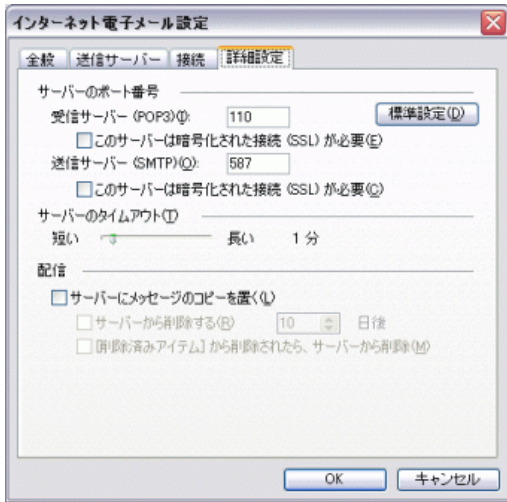 インターネット電子メール設定
全般 送信サーバー 接続 詳細設定
サーバーのポート番号
受信サーバー (POP3)(I): 110 標準設定(D)
このサーバーは暗号化された接続 (SSL) が必要(E)
送信サーバー (SMTP)(O): 587
このサーバーは暗号化された接続 (SSL) が必要(C)
サーバーのタイムアウト(T)
短い 長い 1 分
配信
サーバーにメッセージのコピーを置く(L)
サーバーから削除する(R) 10 日後
[削除済みアイテム] から削除されたら、サーバーから削除(M)
OK キャンセル